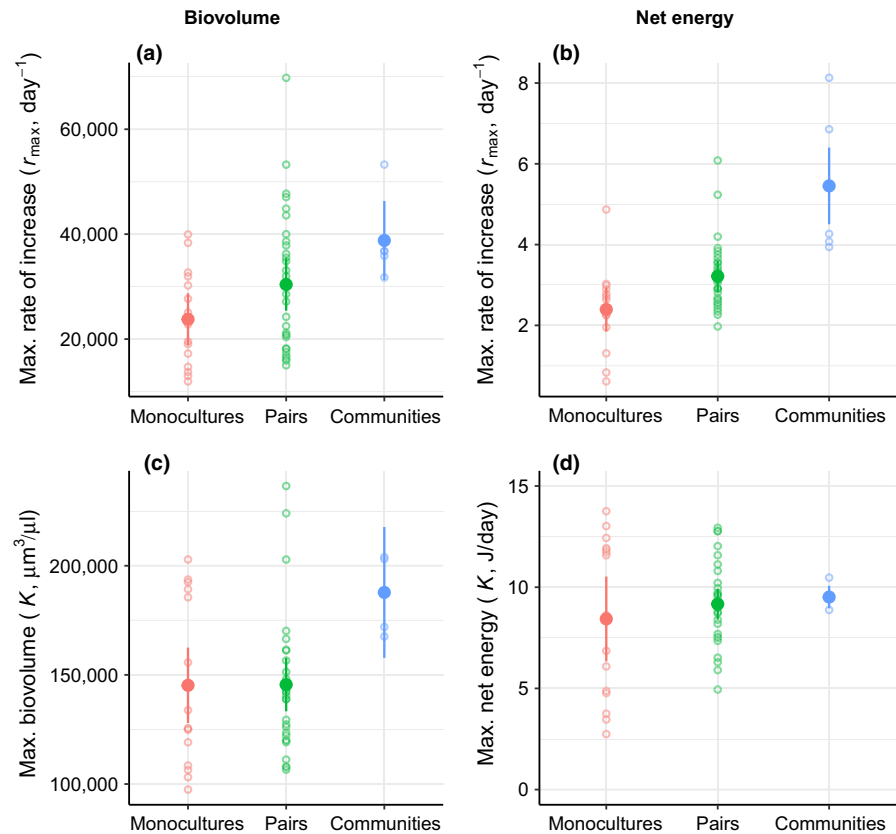 Biovolume
Net energy
(a)
Max. rate of increase ( r_max, day⁻¹)
60,000
40,000
20,000
Monocultures Pairs Communities
(b)
Max. rate of increase ( r_max, day⁻¹)
8
6
4
2
Monocultures Pairs Communities
(c)
Max. biovolume ( K, μm³/μl)
200,000
150,000
100,000
Monocultures Pairs Communities
(d)
Max. net energy ( K, J/day)
15
10
5
0
Monocultures Pairs Communities